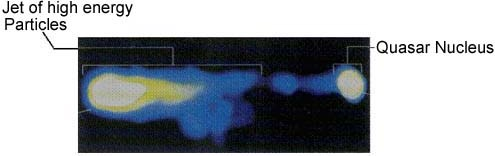 Jet of high energy
Particles
Quasar Nucleus